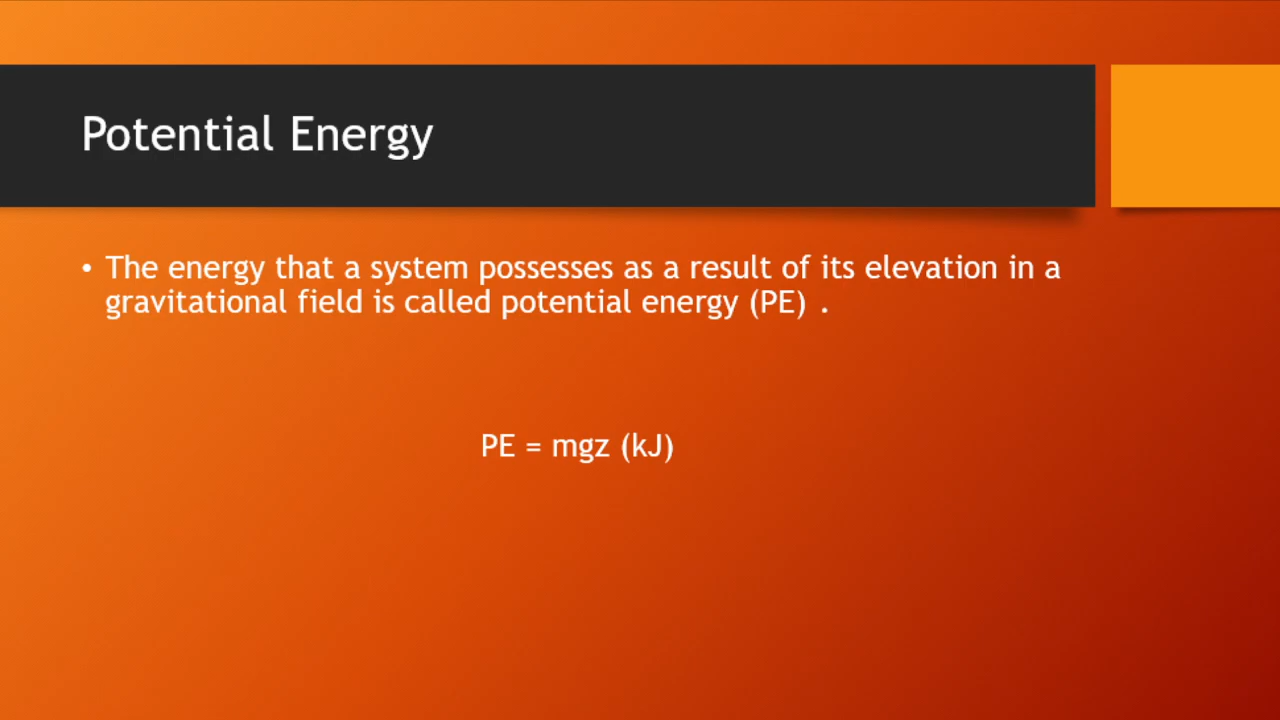 Potential Energy
• The energy that a system possesses as a result of its elevation in a
gravitational field is called potential energy (PE) .
PE = mgz (kJ)